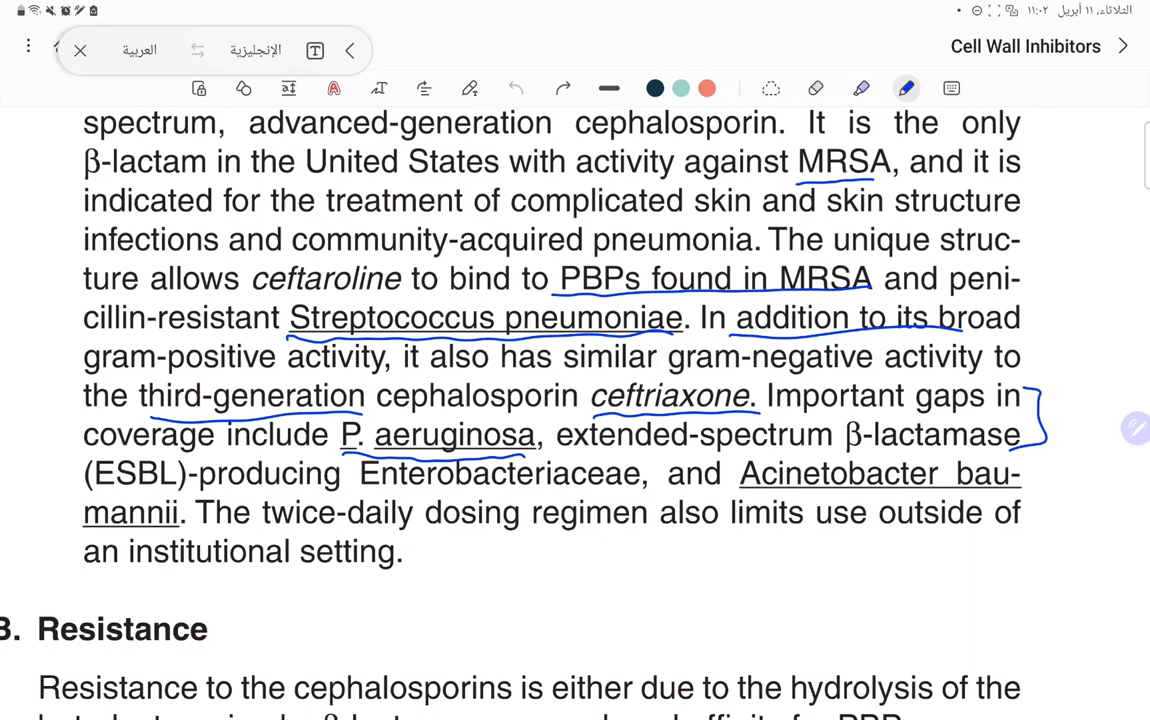 الثلاثاء، ١١ أبريل ١١:٠٢
العربية الإنجليزية
Cell Wall Inhibitors
spectrum, advanced-generation cephalosporin. It is the only
β-lactam in the United States with activity against MRSA, and it is
indicated for the treatment of complicated skin and skin structure
infections and community-acquired pneumonia. The unique struc-
ture allows ceftaroline to bind to PBPs found in MRSA and peni-
cillin-resistant Streptococcus pneumoniae. In addition to its broad
gram-positive activity, it also has similar gram-negative activity to
the third-generation cephalosporin ceftriaxone. Important gaps in
coverage include P. aeruginosa, extended-spectrum β-lactamase
(ESBL)-producing Enterobacteriaceae, and Acinetobacter bau-
mannii. The twice-daily dosing regimen also limits use outside of
an institutional setting.
B. Resistance
Resistance to the cephalosporins is either due to the hydrolysis of the